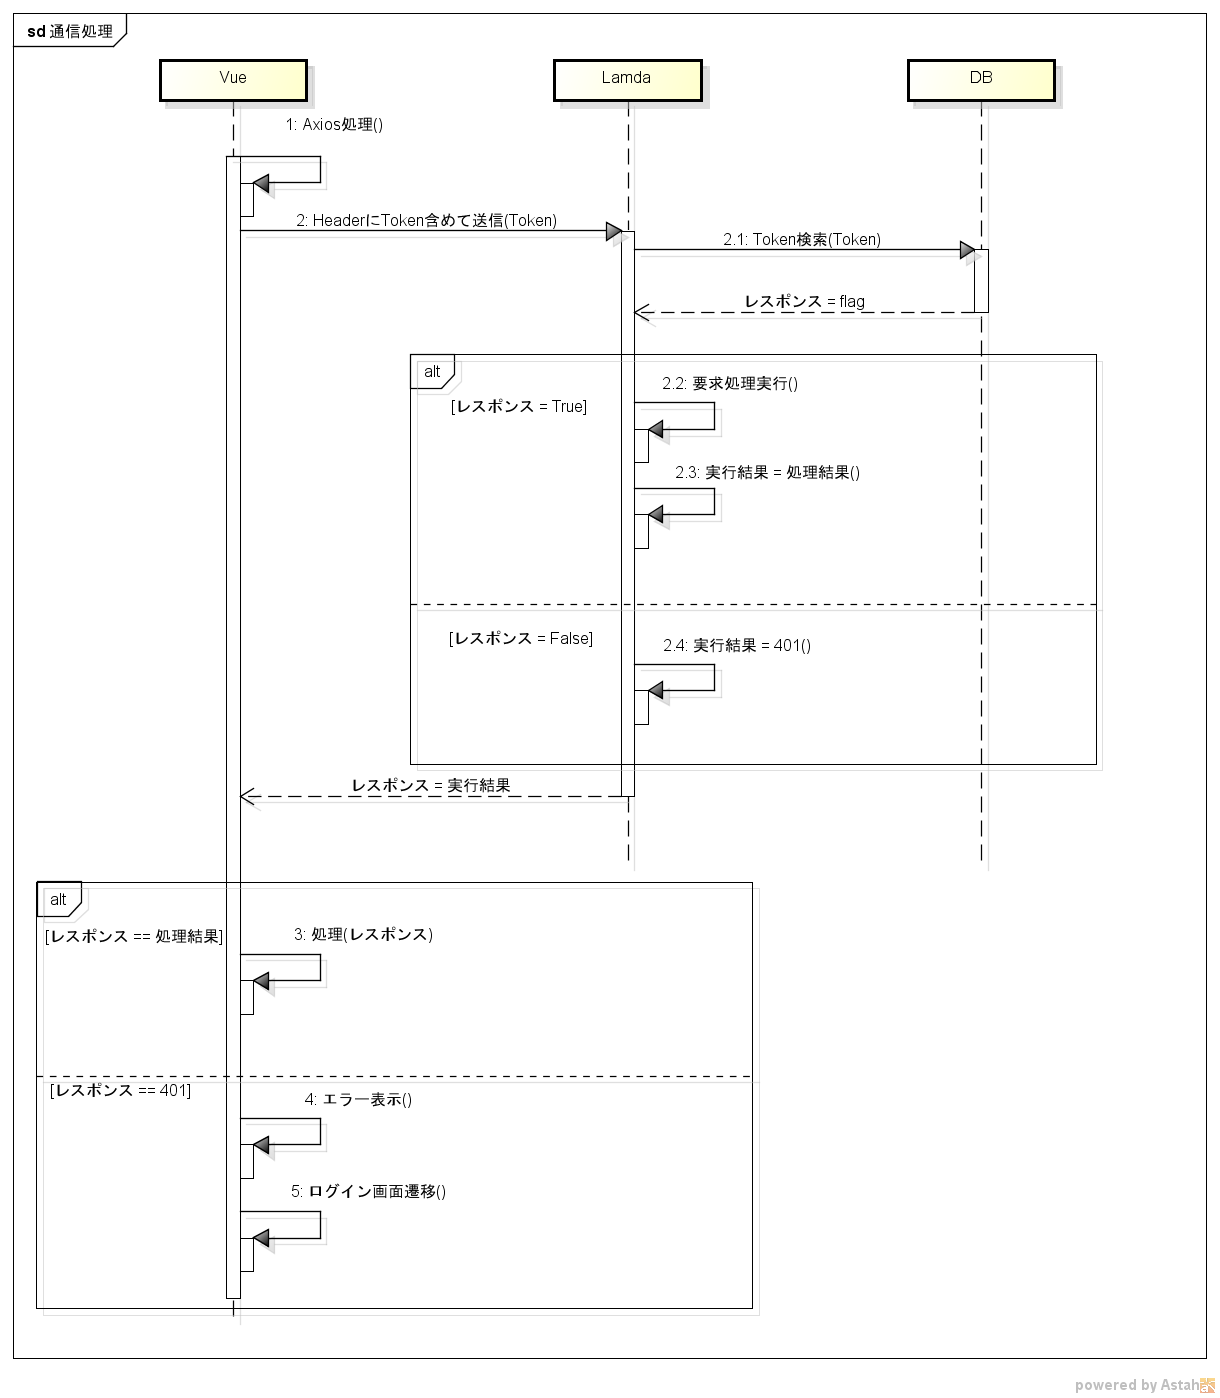 sd 通信処理
Vue
Lamda
DB
1: Axios処理()
2: HeaderにToken含めて送信(Token)
2.1: Token検索(Token)
レスポンス = flag
alt
2.2: 要求処理実行()
[レスポンス = True]
2.3: 実行結果 = 処理結果()
[レスポンス = False]
2.4: 実行結果 = 401()
レスポンス = 実行結果
alt
[レスポンス == 処理結果]
3: 処理(レスポンス)
[レスポンス == 401]
4: エラー表示()
5: ログイン画面遷移()
powered by Astah